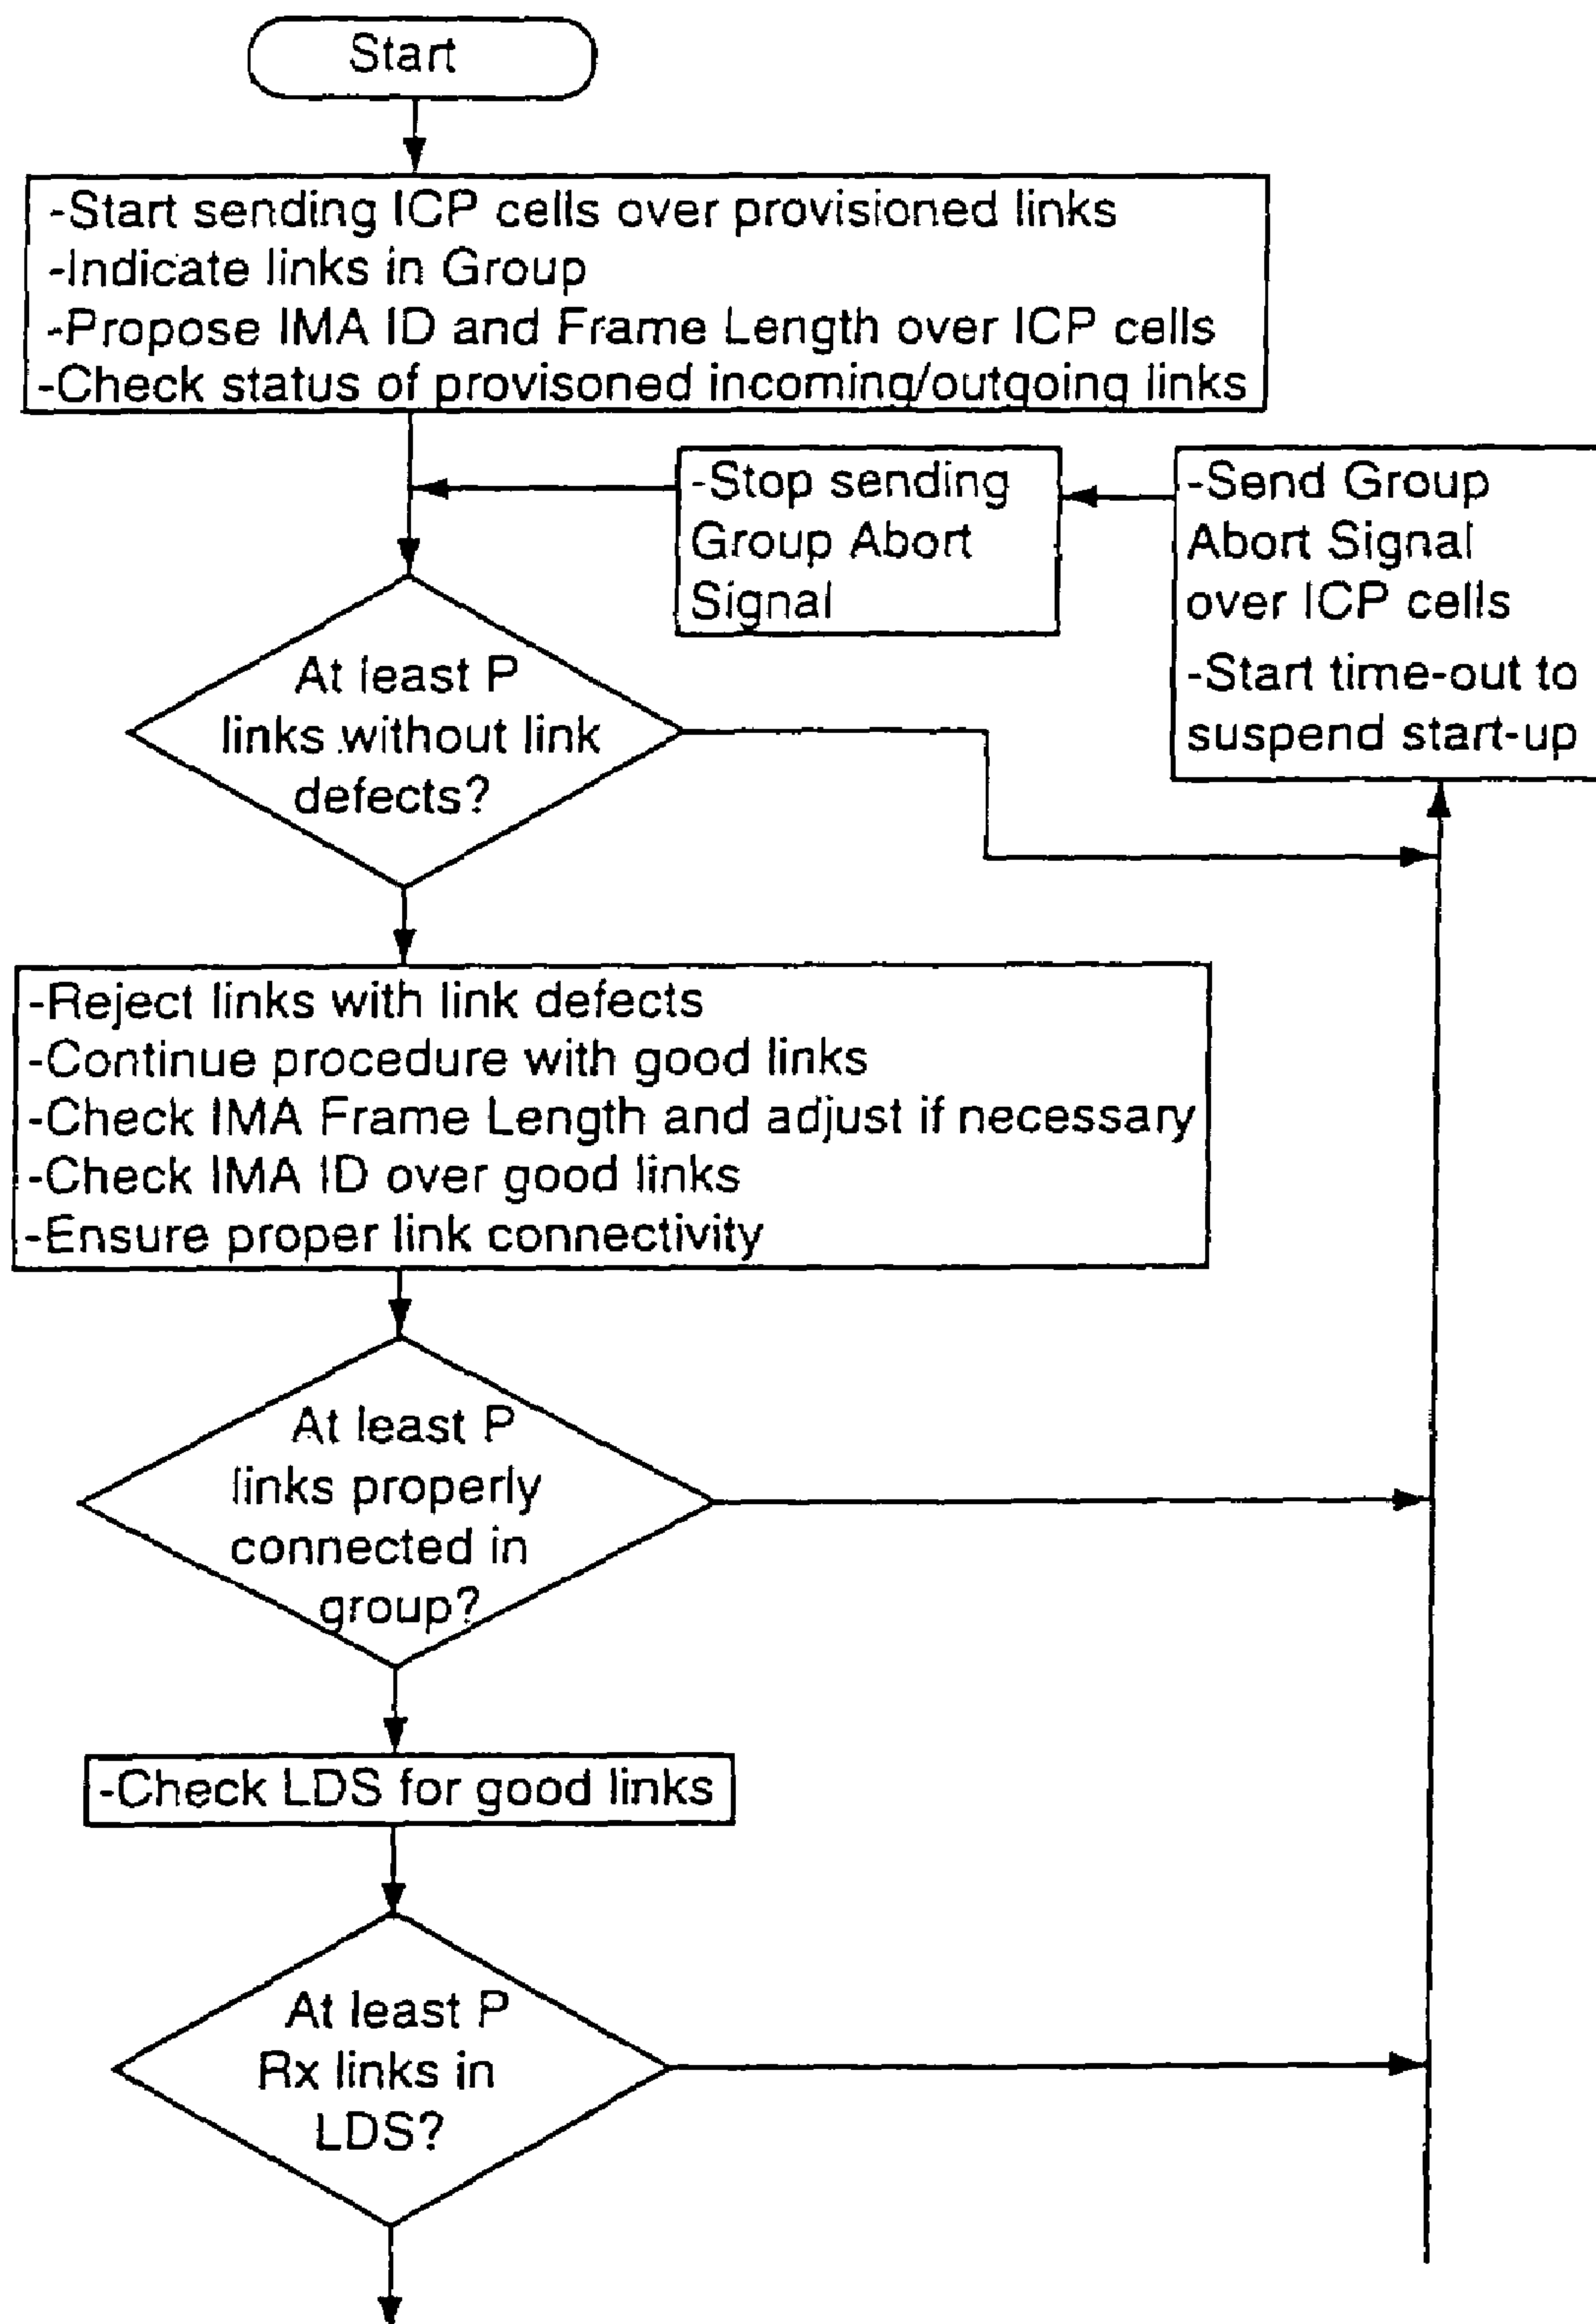 Start
-Start sending ICP cells over provisioned links
-Indicate links in Group
-Propose IMA ID and Frame Length over ICP cells
-Check status of provisoned incoming/outgoing links
-Stop sending
Group Abort
Signal
-Send Group
Abort Signal
over ICP cells
-Start time-out to
suspend start-up
At least P
links without link
defects?
-Reject links with link defects
-Continue procedure with good links
-Check IMA Frame Length and adjust if necessary
-Check IMA ID over good links
-Ensure proper link connectivity
At least P
links properly
connected in
group?
-Check LDS for good links
At least P
Rx links in
LDS?